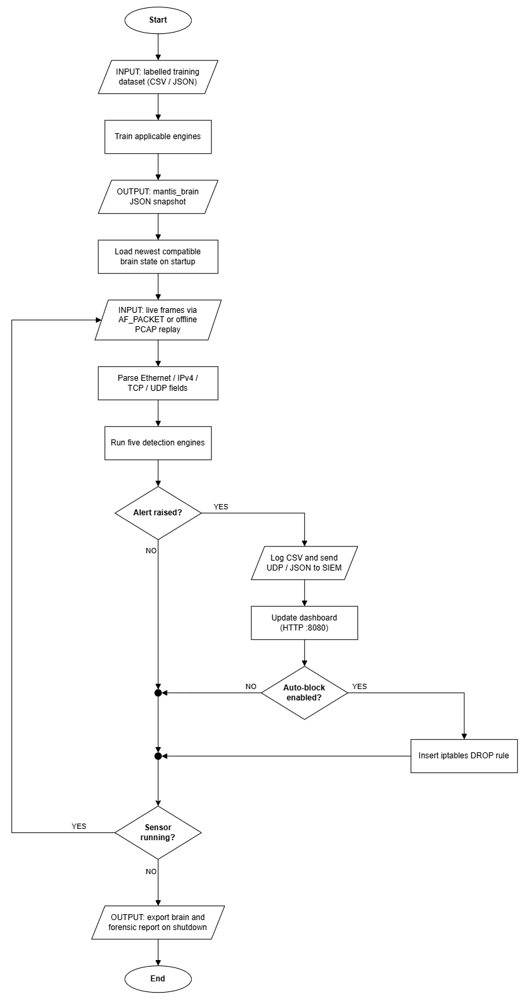 Start
INPUT: labelled training
dataset (CSV / JSON)
Train applicable engines
OUTPUT: mantis_brain
JSON snapshot
Load newest compatible
brain state on startup
INPUT: live frames via
AF_PACKET or offline
PCAP replay
Parse Ethernet / IPv4 /
TCP / UDP fields
Run five detection engines
Alert raised?
YES
NO
Log CSV and send
UDP / JSON to SIEM
Update dashboard
(HTTP :8080)
Auto-block
enabled?
NO
YES
Insert iptables DROP rule
Sensor
running?
YES
NO
OUTPUT: export brain and
forensic report on shutdown
End